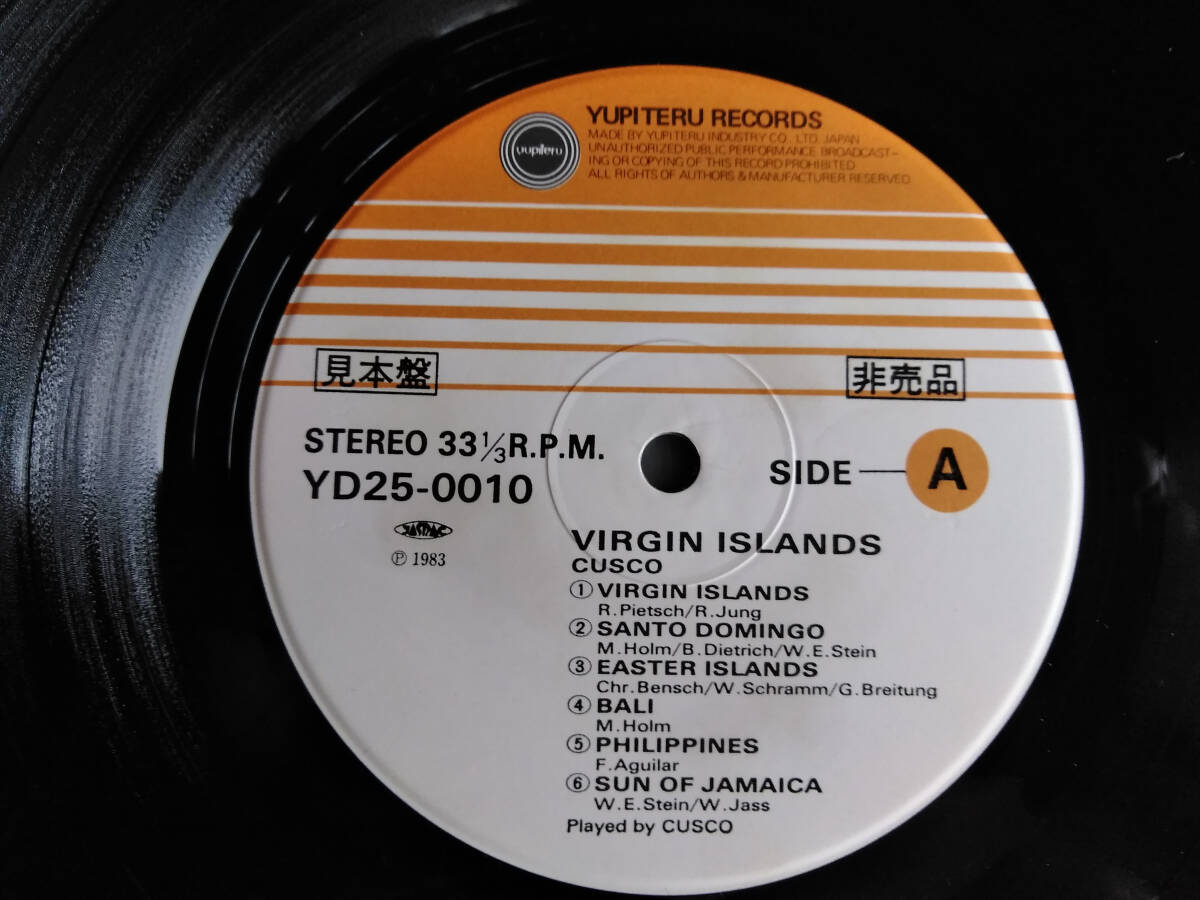 YUPITERU RECORDS
MADE BY YUPITERU INDUSTRY CO., LTD. JAPAN
UNAUTHORIZED PUBLIC PERFORMANCE BROADCAST-
ING OR COPYING OF THIS RECORD PROHIBITED
ALL RIGHTS OF AUTHORS & MANUFACTURER RESERVED
yupiteru
見本盤
非売品
STEREO 33⅓R.P.M.
YD25-0010
SIDE A
℗ 1983
VIRGIN ISLANDS
CUSCO
① VIRGIN ISLANDS
R.Pietsch/R.Jung
② SANTO DOMINGO
M.Holm/B.Dietrich/W.E.Stein
③ EASTER ISLANDS
Chr.Bensch/W.Schramm/G.Breitung
④ BALI
M.Holm
⑤ PHILIPPINES
F.Aguilar
⑥ SUN OF JAMAICA
W.E.Stein/W.Jass
Played by CUSCO